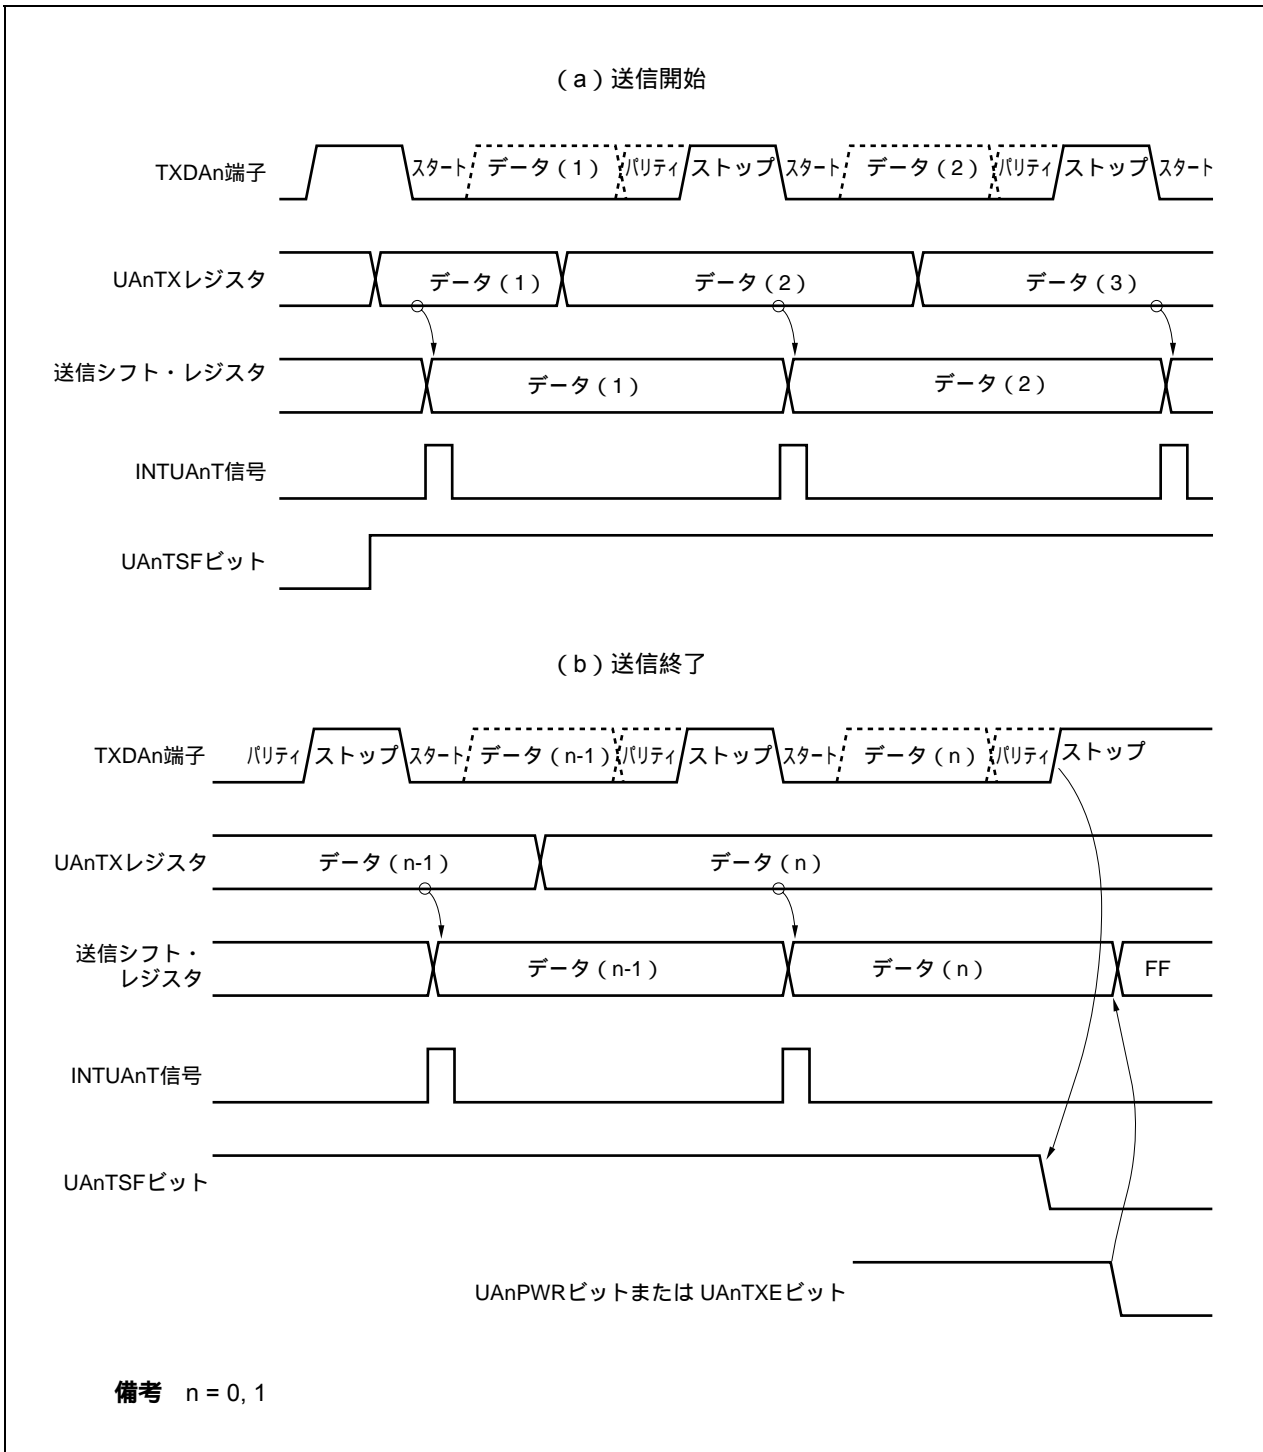 （a）送信開始
TXDAn端子 スタート データ（1） パリティ ストップ スタート データ（2） パリティ ストップ スタート
UAnTXレジスタ データ（1） データ（2） データ（3）
送信シフト・レジスタ データ（1） データ（2）
INTUAnT信号
UAnTSFビット
（b）送信終了
TXDAn端子 パリティ ストップ スタート データ（n-1） パリティ ストップ スタート データ（n） パリティ ストップ
UAnTXレジスタ データ（n-1） データ（n）
送信シフト・
レジスタ データ（n-1） データ（n） FF
INTUAnT信号
UAnTSFビット
UAnPWRビットまたは UAnTXEビット
備考 n = 0, 1